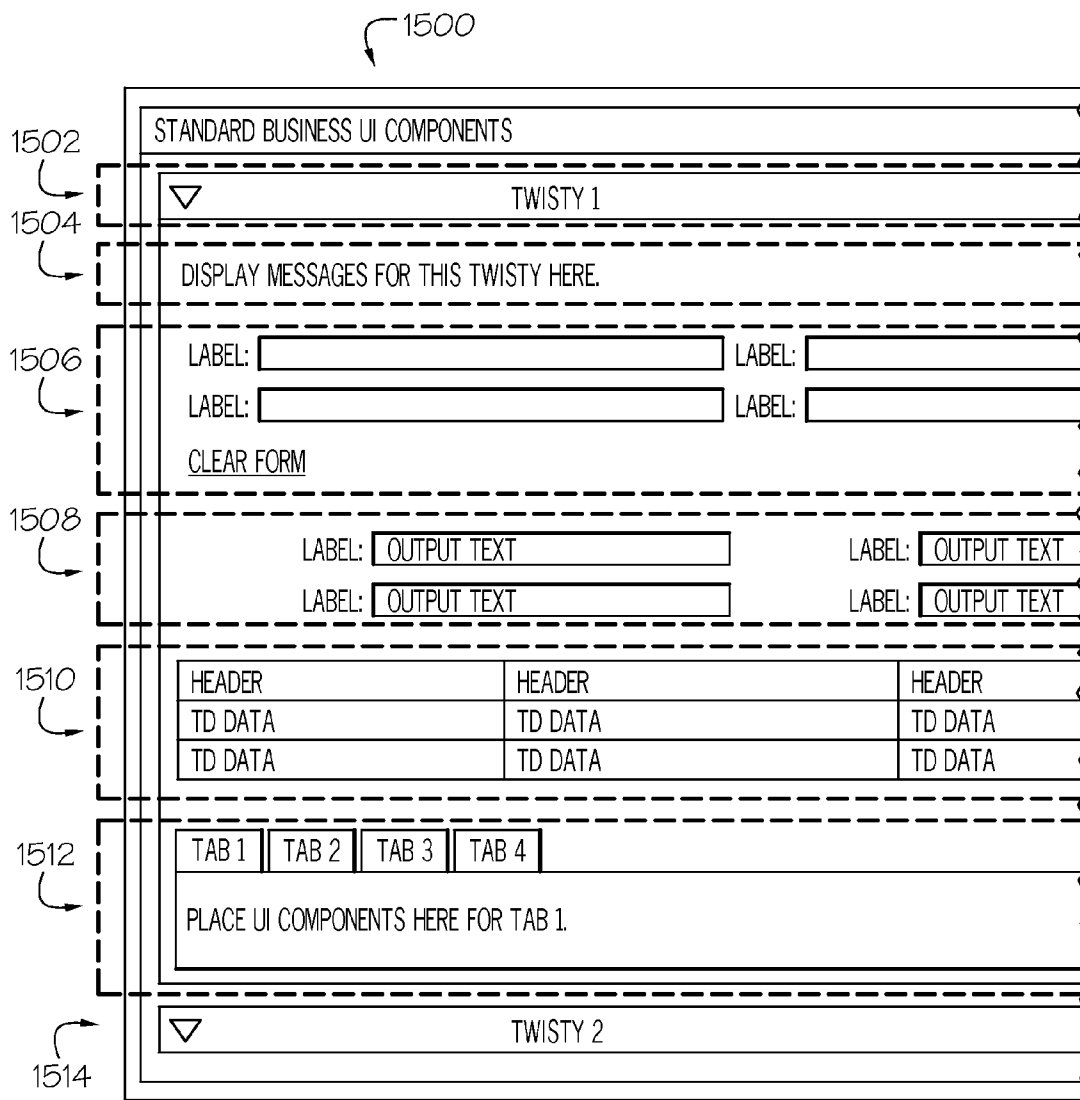 1500
STANDARD BUSINESS UI COMPONENTS
1502
TWISTY 1
1504
DISPLAY MESSAGES FOR THIS TWISTY HERE.
1506
LABEL: LABEL:
LABEL: LABEL:
CLEAR FORM
1508
LABEL: OUTPUT TEXT LABEL: OUTPUT TEXT
LABEL: OUTPUT TEXT LABEL: OUTPUT TEXT
1510
HEADER HEADER HEADER
TD DATA TD DATA TD DATA
TD DATA TD DATA TD DATA
1512
TAB 1 TAB 2 TAB 3 TAB 4
PLACE UI COMPONENTS HERE FOR TAB 1.
TWISTY 2
1514